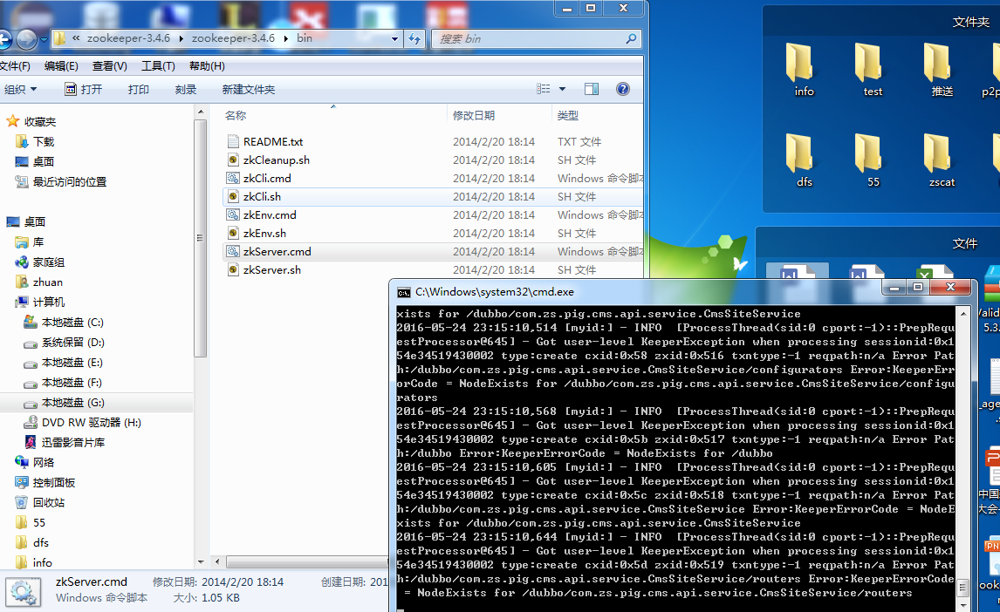 « zookeeper-3.4.6 ▸ zookeeper-3.4.6 ▸ bin
搜索 bin
文件(F) 编辑(E) 查看(V) 工具(T) 帮助(H)
组织 打开 打印 刻录 新建文件夹
收藏夹
下载
桌面
最近访问的位置
桌面
库
家庭组
zhuan
计算机
本地磁盘 (C:)
系统保留 (D:)
本地磁盘 (E:)
本地磁盘 (F:)
本地磁盘 (G:)
DVD RW 驱动器 (H:)
迅雷影音片库
网络
控制面板
回收站
55
dfs
info
名称 修改日期 类型
README.txt 2014/2/20 18:14 TXT 文件
zkCleanup.sh 2014/2/20 18:14 SH 文件
zkCli.cmd 2014/2/20 18:14 Windows 命令脚本
zkCli.sh 2014/2/20 18:14 SH 文件
zkEnv.cmd 2014/2/20 18:14 Windows 命令脚本
zkEnv.sh 2014/2/20 18:14 SH 文件
zkServer.cmd 2014/2/20 18:14 Windows 命令脚本
zkServer.sh 2014/2/20 18:14 SH 文件
zkServer.cmd 修改日期: 2014/2/20 18:14 创建日期: 201
Windows 命令脚本 大小: 1.05 KB
文件夹
info test 推送 p2p
dfs 55 zscat
文件
C:\Windows\system32\cmd.exe
xists for /dubbo/com.zs.pig.cms.api.service.CmsSiteService
2016-05-24 23:15:10,514 [myid:] - INFO  [ProcessThread(sid:0 cport:-1)::PrepRequ
estProcessor@645] - Got user-level KeeperException when processing sessionid:0x1
54e34519430002 type:create cxid:0x58 zxid:0x516 txntype:-1 reqpath:n/a Error Pat
h:/dubbo/com.zs.pig.cms.api.service.CmsSiteService/configurators Error:KeeperErr
orCode = NodeExists for /dubbo/com.zs.pig.cms.api.service.CmsSiteService/configu
rators
2016-05-24 23:15:10,568 [myid:] - INFO  [ProcessThread(sid:0 cport:-1)::PrepRequ
estProcessor@645] - Got user-level KeeperException when processing sessionid:0x1
54e34519430002 type:create cxid:0x5b zxid:0x517 txntype:-1 reqpath:n/a Error Pat
h:/dubbo Error:KeeperErrorCode = NodeExists for /dubbo
2016-05-24 23:15:10,605 [myid:] - INFO  [ProcessThread(sid:0 cport:-1)::PrepRequ
estProcessor@645] - Got user-level KeeperException when processing sessionid:0x1
54e34519430002 type:create cxid:0x5c zxid:0x518 txntype:-1 reqpath:n/a Error Pat
h:/dubbo/com.zs.pig.cms.api.service.CmsSiteService Error:KeeperErrorCode = NodeE
xists for /dubbo/com.zs.pig.cms.api.service.CmsSiteService
2016-05-24 23:15:10,644 [myid:] - INFO  [ProcessThread(sid:0 cport:-1)::PrepRequ
estProcessor@645] - Got user-level KeeperException when processing sessionid:0x1
54e34519430002 type:create cxid:0x5d zxid:0x519 txntype:-1 reqpath:n/a Error Pat
h:/dubbo/com.zs.pig.cms.api.service.CmsSiteService/routers Error:KeeperErrorCode
 = NodeExists for /dubbo/com.zs.pig.cms.api.service.CmsSiteService/routers
Valid
5.3.
_age
中国
大会
ook